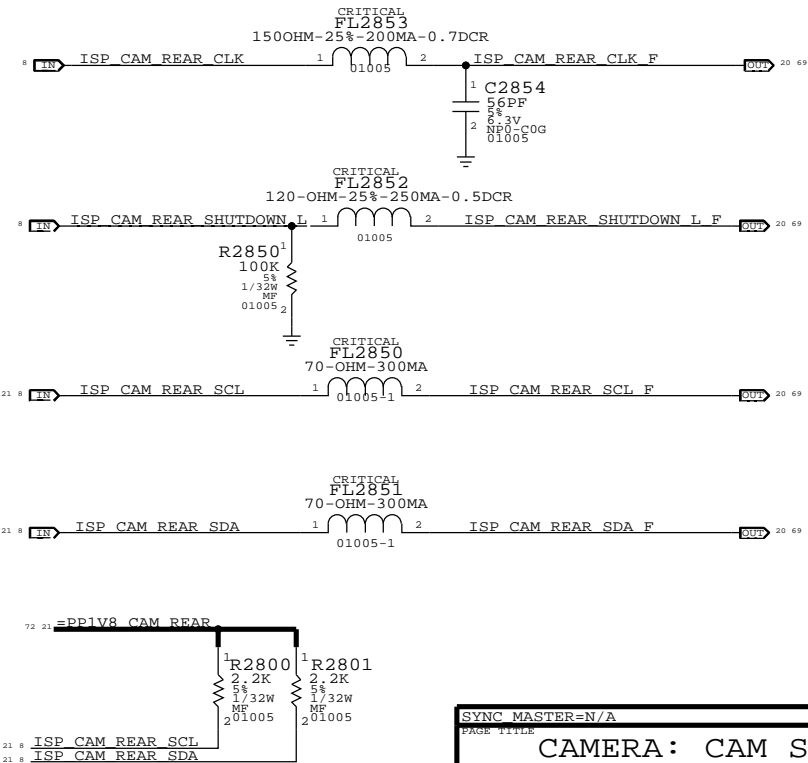 CRITICAL
FL2853
150OHM-25%-200MA-0.7DCR
8 IN ISP_CAM_REAR_CLK 1 2 ISP_CAM_REAR_CLK_F OUT 20 69
01005
1 C2854
56PF
5%
6.3V
2 NP0-C0G
01005
CRITICAL
FL2852
120-OHM-25%-250MA-0.5DCR
8 IN ISP_CAM_REAR_SHUTDOWN_L 1 2 ISP_CAM_REAR_SHUTDOWN_L_F OUT 20 69
01005
R2850 1
100K
5%
1/32W
MF
01005 2
CRITICAL
FL2850
70-OHM-300MA
21 8 IN ISP_CAM_REAR_SCL 1 2 ISP_CAM_REAR_SCL_F OUT 20 69
01005-1
CRITICAL
FL2851
70-OHM-300MA
21 8 IN ISP_CAM_REAR_SDA 1 2 ISP_CAM_REAR_SDA_F OUT 20 69
01005-1
72 21 =PP1V8_CAM_REAR
1 R2800 1 R2801
2.2K 2.2K
5% 5%
1/32W 1/32W
MF MF
2 01005 2 01005
21 8 ISP_CAM_REAR_SCL
21 8 ISP_CAM_REAR_SDA
SYNC_MASTER=N/A
PAGE TITLE
CAMERA: CAM S